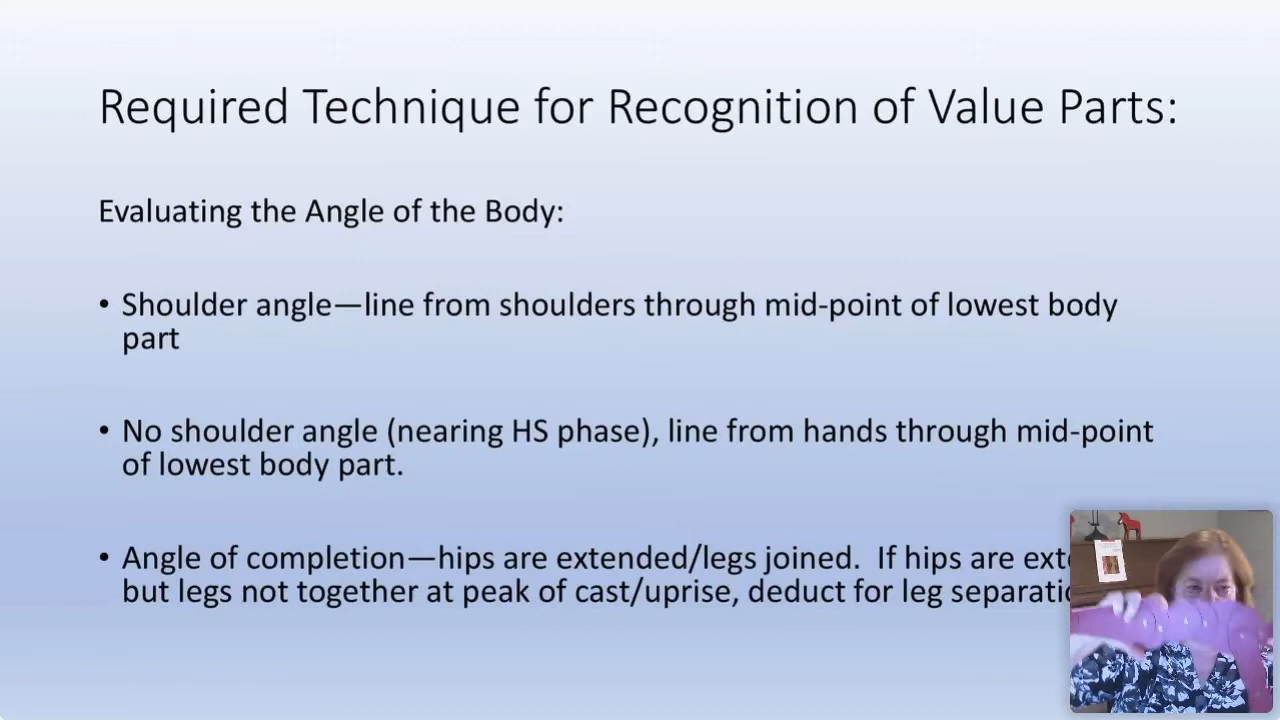 Required Technique for Recognition of Value Parts:
Evaluating the Angle of the Body:
• Shoulder angle—line from shoulders through mid-point of lowest body
part
• No shoulder angle (nearing HS phase), line from hands through mid-point
of lowest body part.
• Angle of completion—hips are extended/legs joined.  If hips are
but legs not together at peak of cast/uprise, deduct for leg